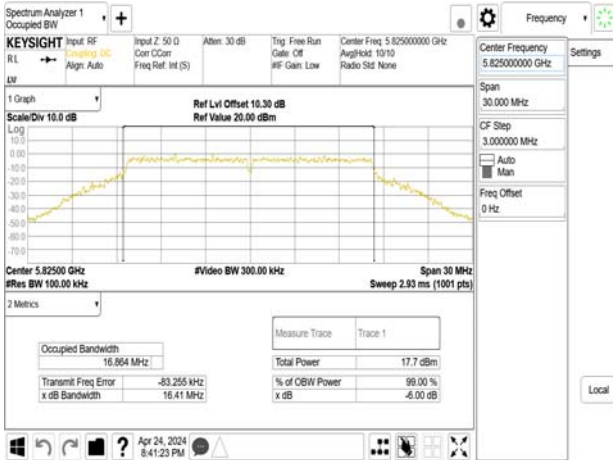 Spectrum Analyzer 1
Occupied BW
Frequency
KEYSIGHT
Input: RF
Coupling: DC
Align: Auto
Input Z: 50 Ω
Corr CCorr
Freq Ref: Int (S)
Atten: 30 dB
Trig: Free Run
Gate: Off
#IF Gain: Low
Center Freq: 5.825000000 GHz
Avg|Hold: 10/10
Radio Std: None
R L
Center Frequency
5.825000000 GHz
Settings
Span
30.000 MHz
CF Step
3.000000 MHz
Auto
Man
Freq Offset
0 Hz
Local
1 Graph
Scale/Div 10.0 dB
Ref Lvl Offset 10.30 dB
Ref Value 20.00 dBm
Log
10.0
0.00
-10.0
-20.0
-30.0
-40.0
-50.0
-60.0
-70.0
Center 5.82500 GHz
#Res BW 100.00 kHz
#Video BW 300.00 kHz
Span 30 MHz
Sweep 2.93 ms (1001 pts)
2 Metrics
Measure Trace
Trace 1
Occupied Bandwidth
16.864 MHz
Total Power
17.7 dBm
Transmit Freq Error
-83.255 kHz
% of OBW Power
99.00 %
x dB Bandwidth
16.41 MHz
x dB
-6.00 dB
Apr 24, 2024
8:41:23 PM